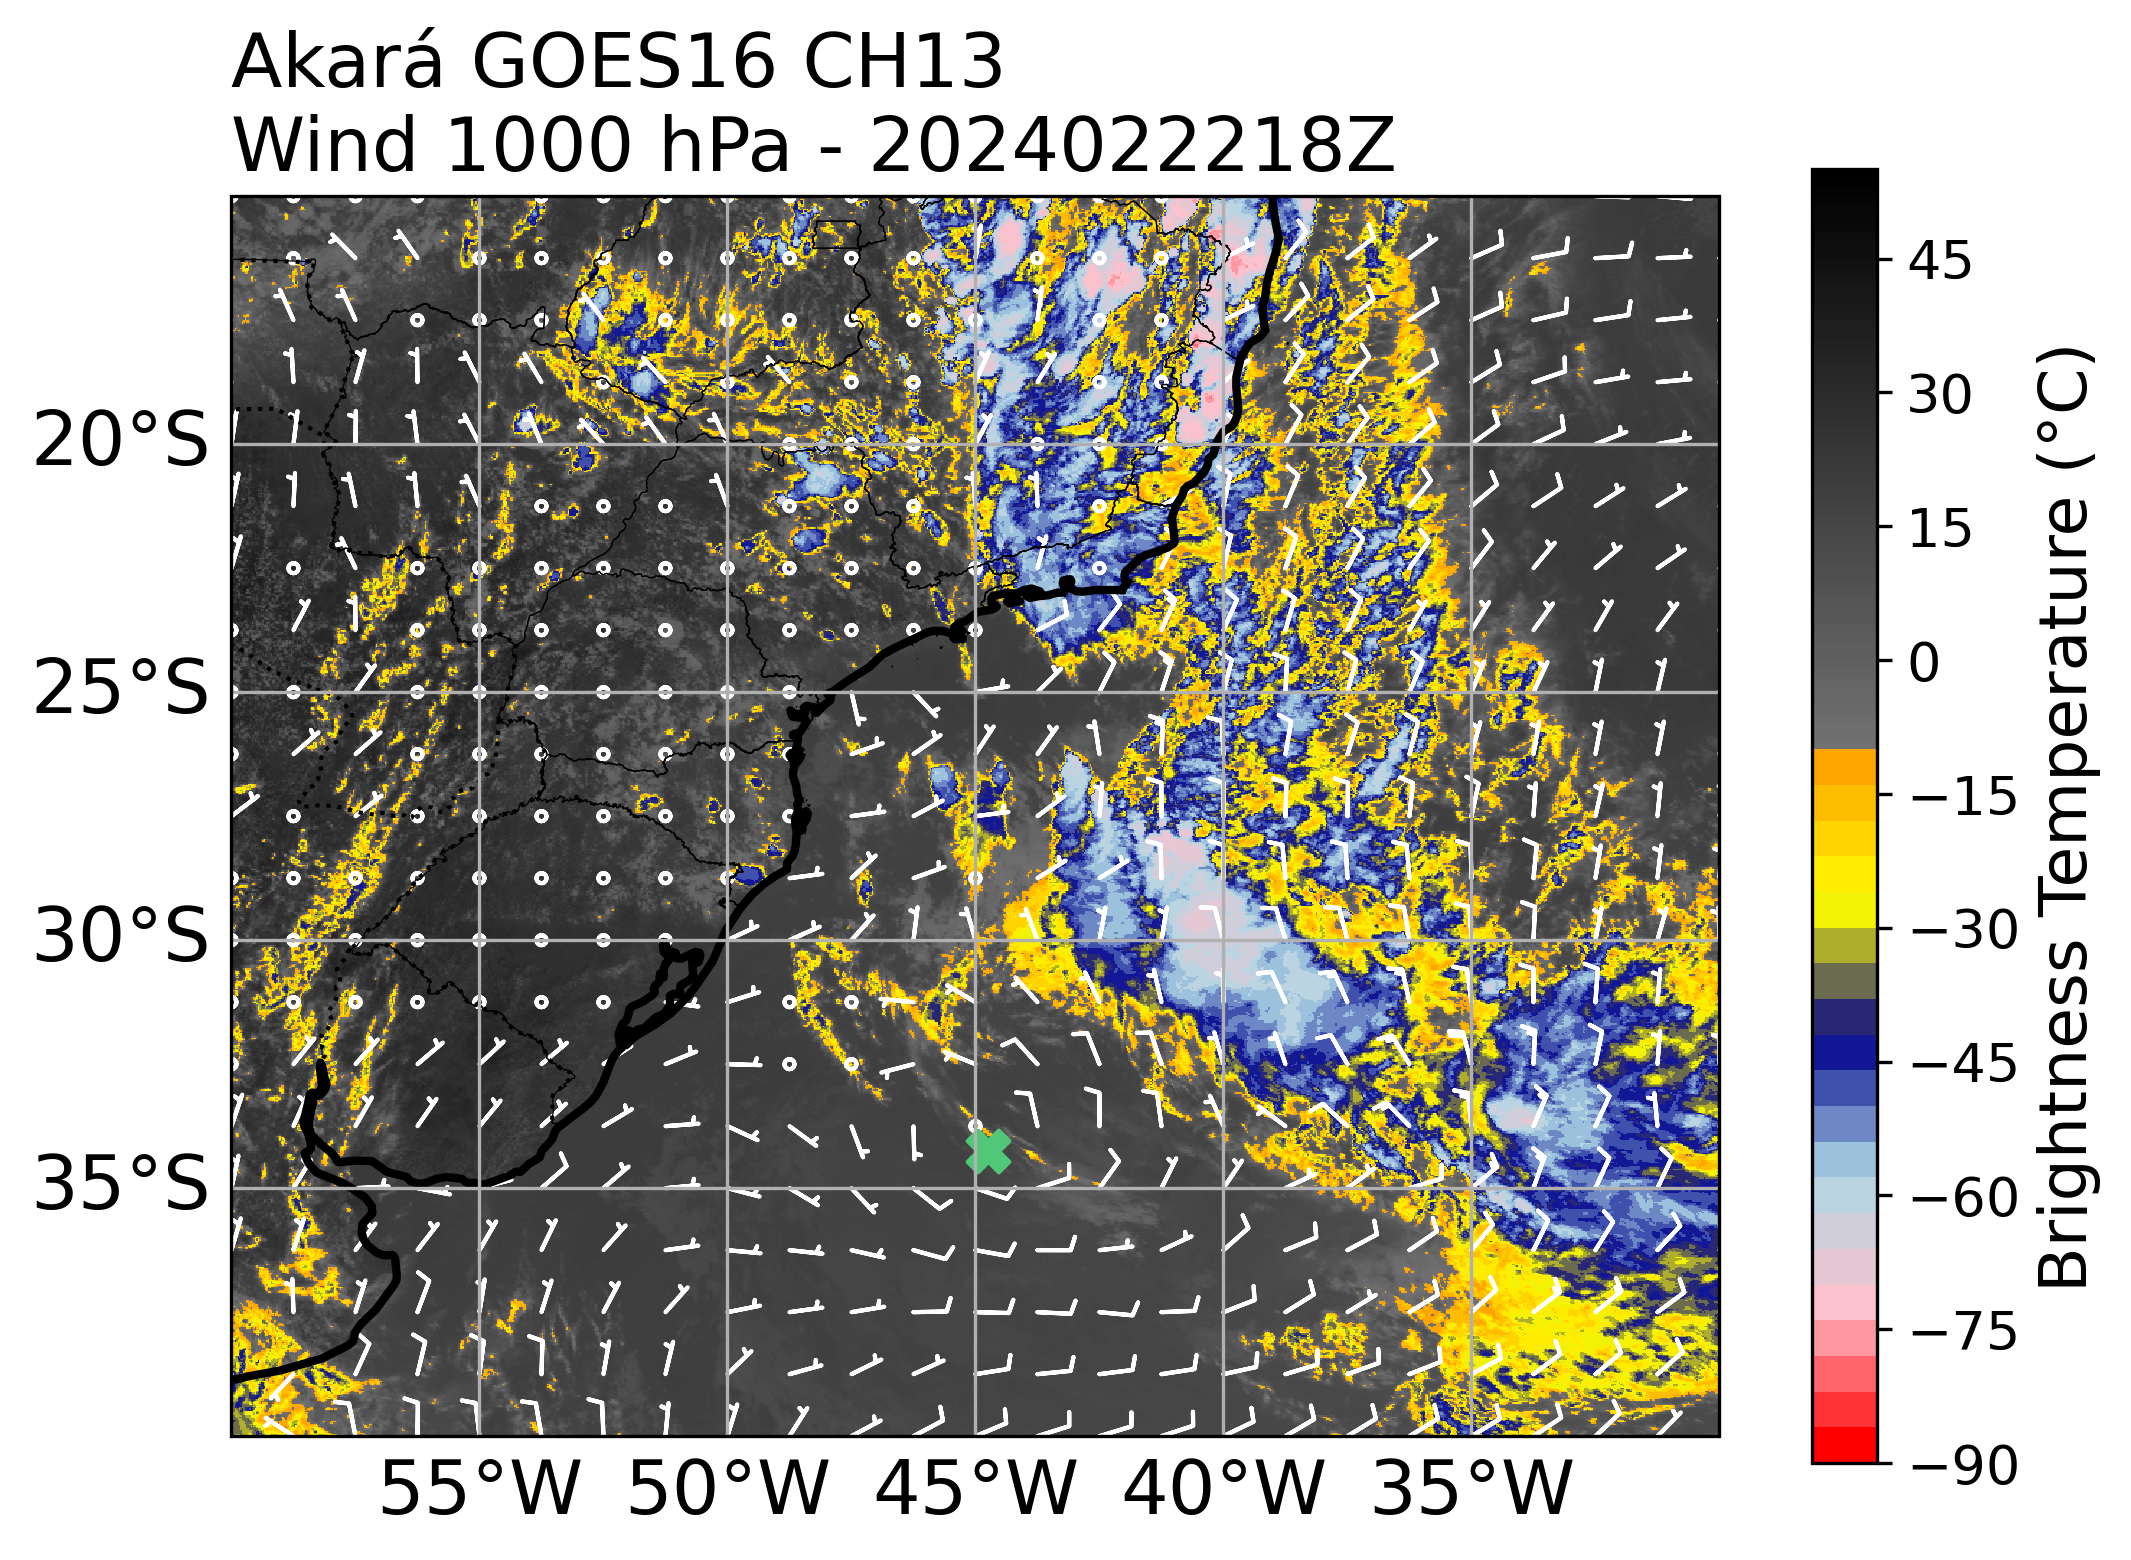 Akará GOES16 CH13
Wind 1000 hPa - 2024022218Z
20°S
25°S
30°S
35°S
55°W 50°W 45°W 40°W 35°W
45
30
15
0
−15
−30
−45
−60
−75
−90
Brightness Temperature (°C)